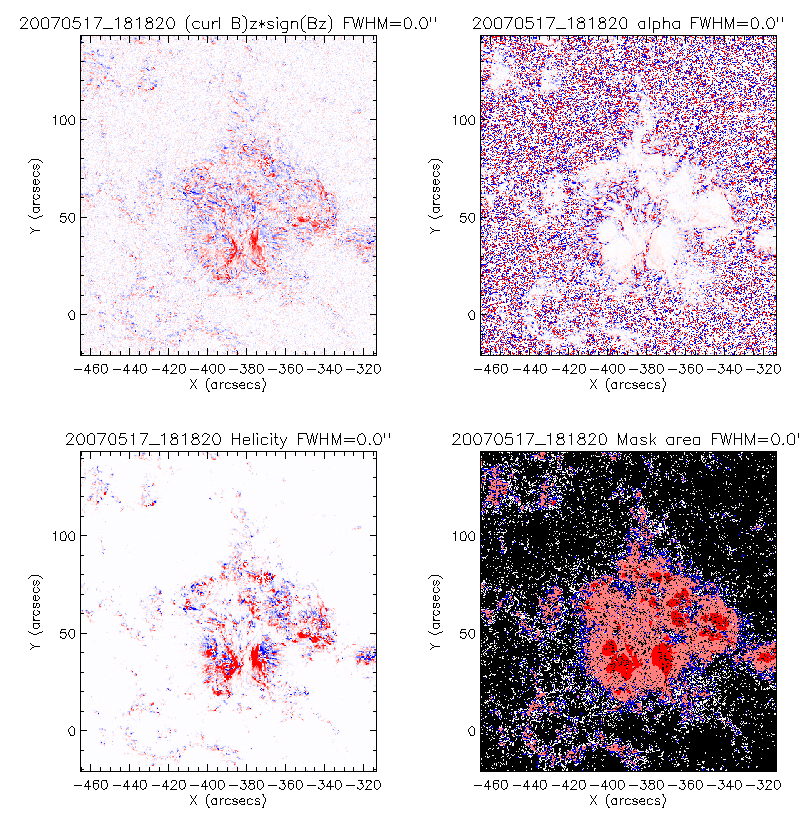 20070517_181820 (curl B)z*sign(Bz) FWHM=0.0"
20070517_181820 alpha FWHM=0.0"
100
50
0
Y (arcsecs)
-460 -440 -420 -400 -380 -360 -340 -320
X (arcsecs)
100
50
0
Y (arcsecs)
-460 -440 -420 -400 -380 -360 -340 -320
X (arcsecs)
20070517_181820 Helicity FWHM=0.0"
20070517_181820 Mask area FWHM=0.0"
100
50
0
Y (arcsecs)
-460 -440 -420 -400 -380 -360 -340 -320
X (arcsecs)
100
50
0
Y (arcsecs)
-460 -440 -420 -400 -380 -360 -340 -320
X (arcsecs)